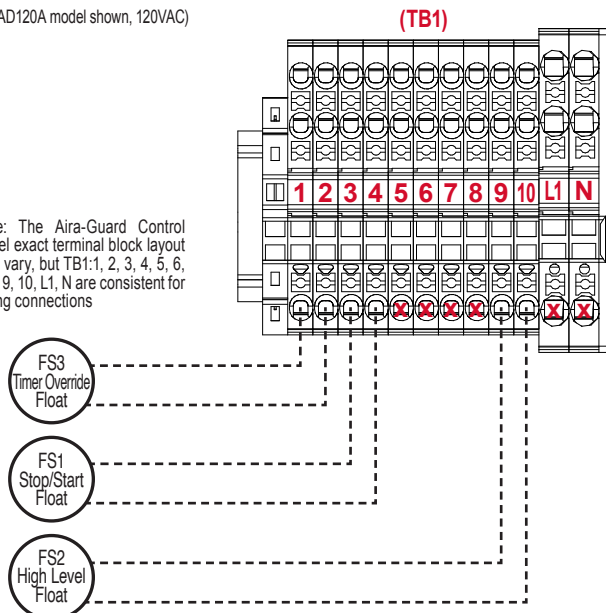 AD120A model shown, 120VAC)
(TB1)
1 2 3 4 5 6 7 8 9 10 L1 N
e: The Aira-Guard Control
el exact terminal block layout
vary, but TB1:1, 2, 3, 4, 5, 6,
9, 10, L1, N are consistent for
ng connections
X X X X X X
FS3
Timer Override
Float
FS1
Stop/Start
Float
FS2
High Level
Float